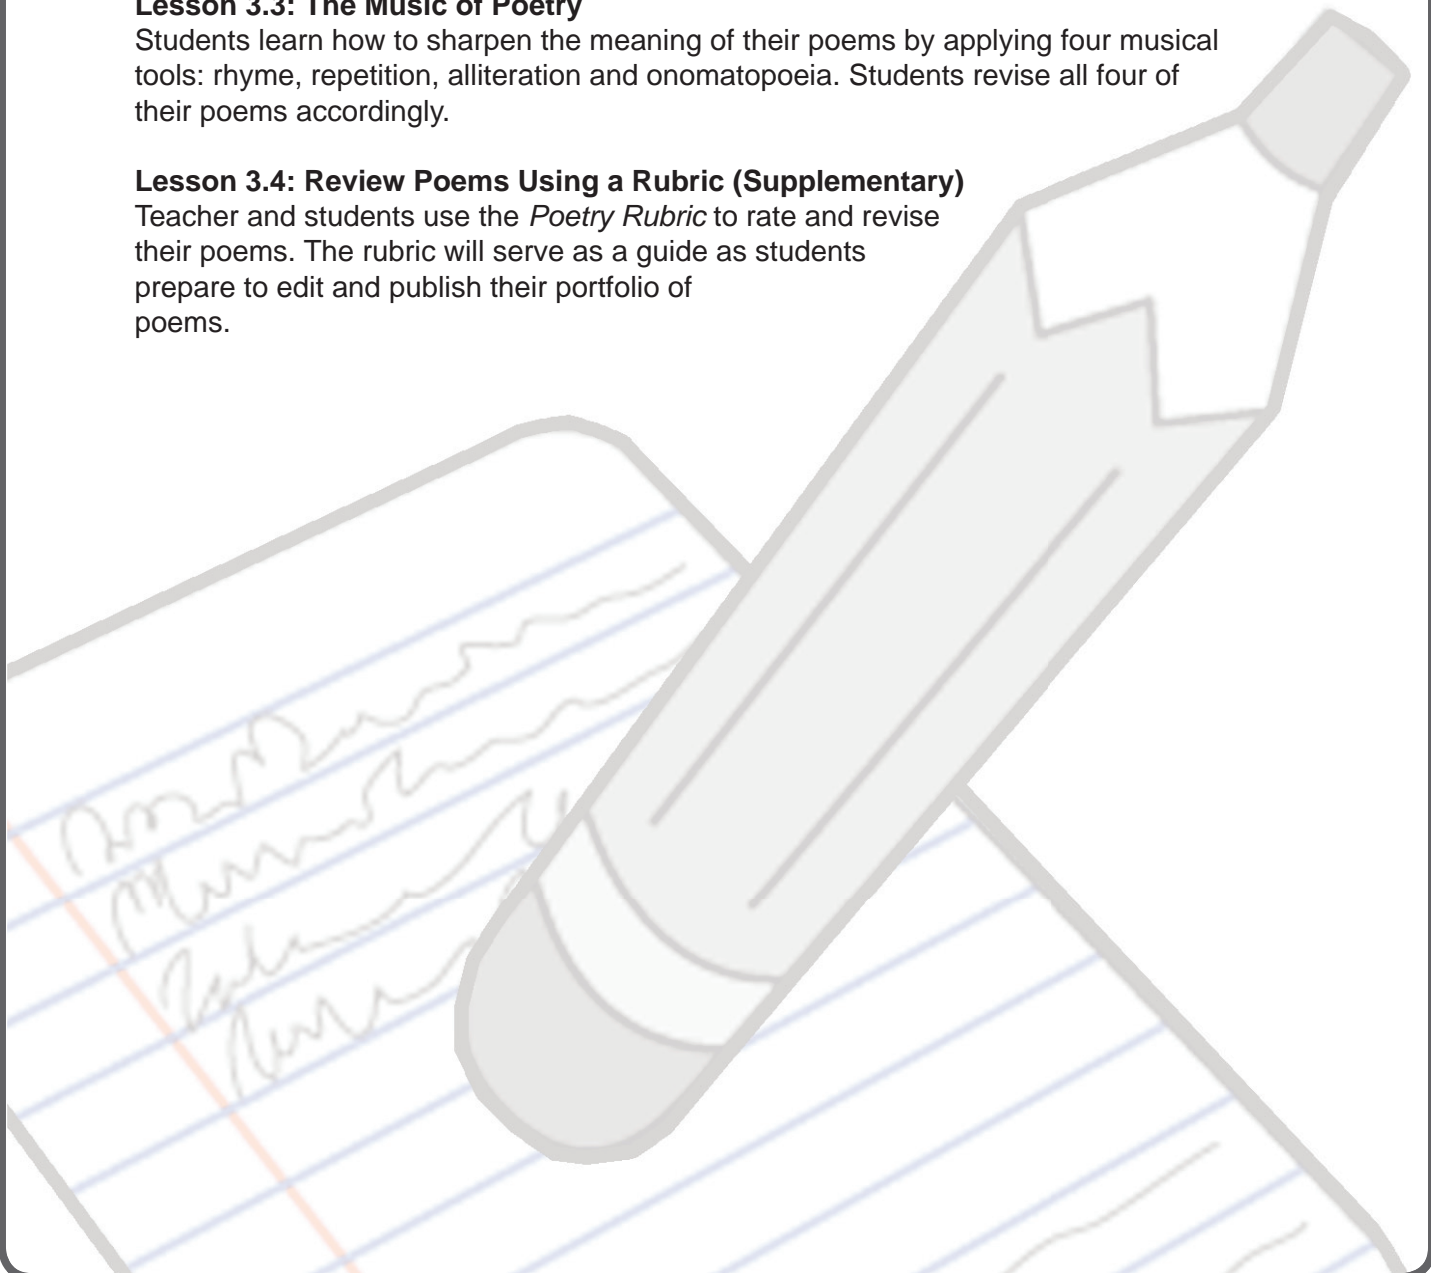 Lesson 3.3: The Music of Poetry
Students learn how to sharpen the meaning of their poems by applying four musical
tools: rhyme, repetition, alliteration and onomatopoeia. Students revise all four of
their poems accordingly.
Lesson 3.4: Review Poems Using a Rubric (Supplementary)
Teacher and students use the Poetry Rubric to rate and revise
their poems. The rubric will serve as a guide as students
prepare to edit and publish their portfolio of
poems.